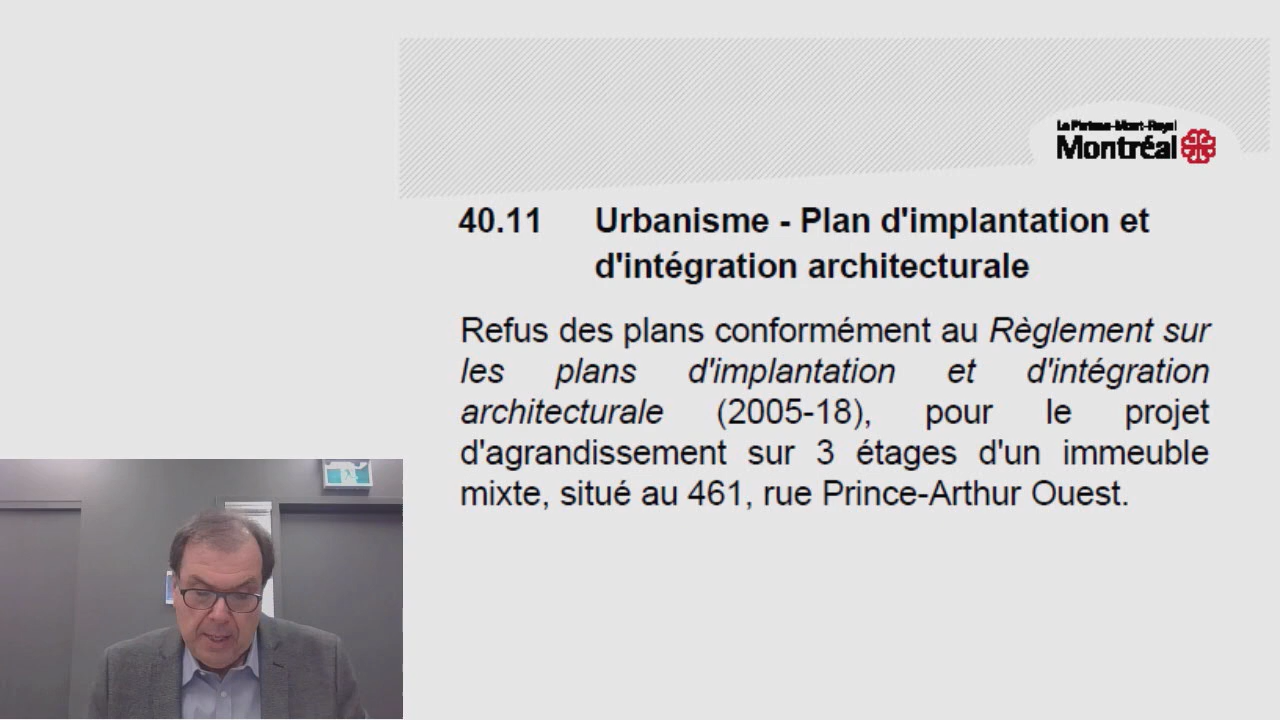 Le Plateau-Mont-Royal
Montréal
40.11 Urbanisme - Plan d'implantation et
d'intégration architecturale
Refus des plans conformément au Règlement sur
les plans d'implantation et d'intégration
architecturale (2005-18), pour le projet
d'agrandissement sur 3 étages d'un immeuble
mixte, situé au 461, rue Prince-Arthur Ouest.